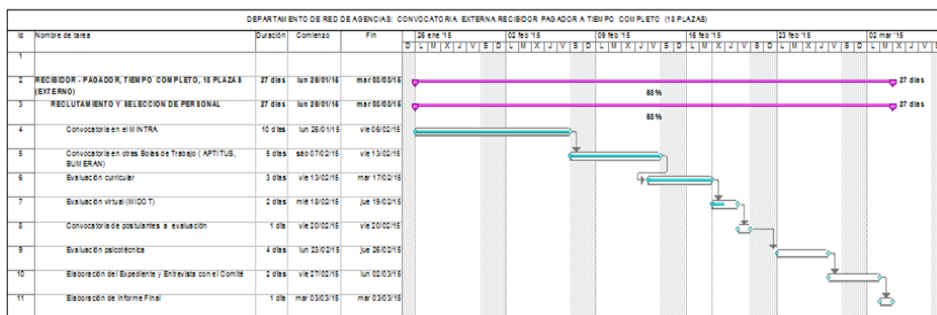 DEPARTAMENTO DE RED DE AGENCIAS: CONVOCATORIA EXTERNA RECIBIDOR PAGADOR A TIEMPO COMPLETO (18 PLAZAS)
Id Nombre de tarea Duración Comienzo Fin 26 ene '15 02 feb '15 09 feb '15 16 feb '15 23 feb '15 02 mar '15
D L M X J V S D L M X J V S D L M X J V S D L M X J V S D L M X J V S D L M X J V S
1
2 RECIBIDOR - PAGADOR, TIEMPO COMPLETO, 18 PLAZAS (EXTERNO) 27 días lun 26/01/15 mar 03/03/15 27 días
68%
3 RECLUTAMIENTO Y SELECCION DE PERSONAL 27 días lun 26/01/15 mar 03/03/15 27 días
68%
4 Convocatoria en el MINTRA 10 días lun 26/01/15 vie 06/02/15
5 Convocatoria en otras Bolsas de Trabajo ( APTITUS, BUMERAN) 5 días sáb 07/02/15 vie 13/02/15
6 Evaluación curricular 3 días vie 13/02/15 mar 17/02/15
7 Evaluación virtual (MIDOT) 2 días mié 18/02/15 jue 19/02/15
8 Convocatoria de postulantes a evaluación 1 día vie 20/02/15 vie 20/02/15
9 Evaluación psicotécnica 4 días lun 23/02/15 jue 26/02/15
10 Elaboración del Expediente y Entrevista con el Comité 2 días vie 27/02/15 lun 02/03/15
11 Elaboración de Informe Final 1 día mar 03/03/15 mar 03/03/15